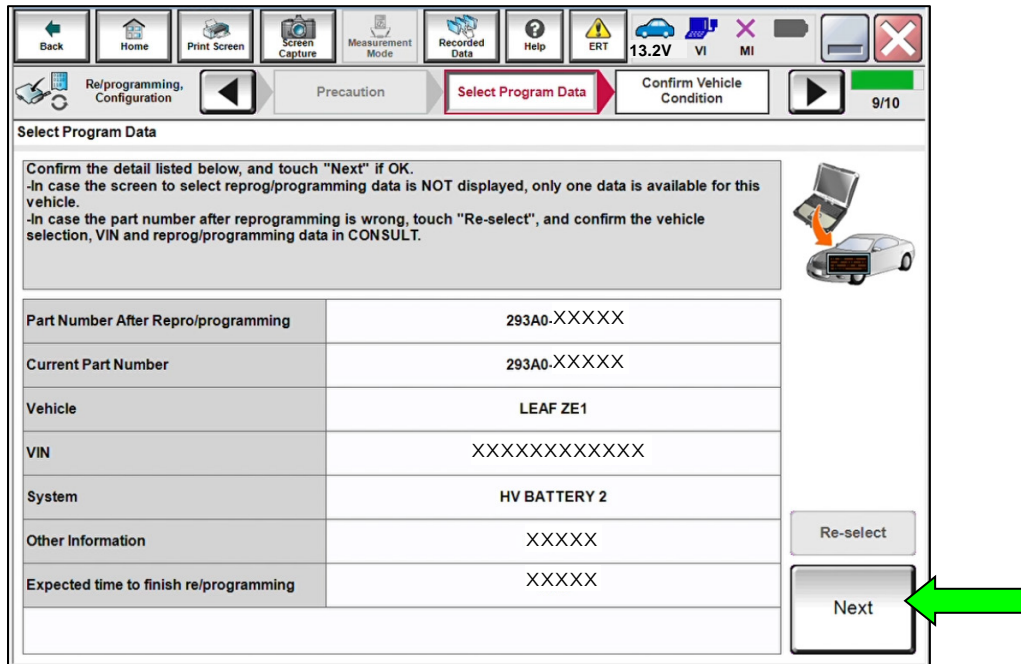 Back
Home
Print Screen
Screen
Capture
Measurement
Mode
Recorded
Data
Help
ERT
13.2V
VI
MI
Re/programming,
Configuration
Precaution
Select Program Data
Confirm Vehicle
Condition
9/10
Select Program Data
Confirm the detail listed below, and touch "Next" if OK.
-In case the screen to select reprog/programming data is NOT displayed, only one data is available for this
vehicle.
-In case the part number after reprogramming is wrong, touch "Re-select", and confirm the vehicle
selection, VIN and reprog/programming data in CONSULT.
Part Number After Repro/programming
293A0-XXXXX
Current Part Number
293A0-XXXXX
Vehicle
LEAF ZE1
VIN
XXXXXXXXXXXX
System
HV BATTERY 2
Other Information
XXXXX
Expected time to finish re/programming
XXXXX
Re-select
Next